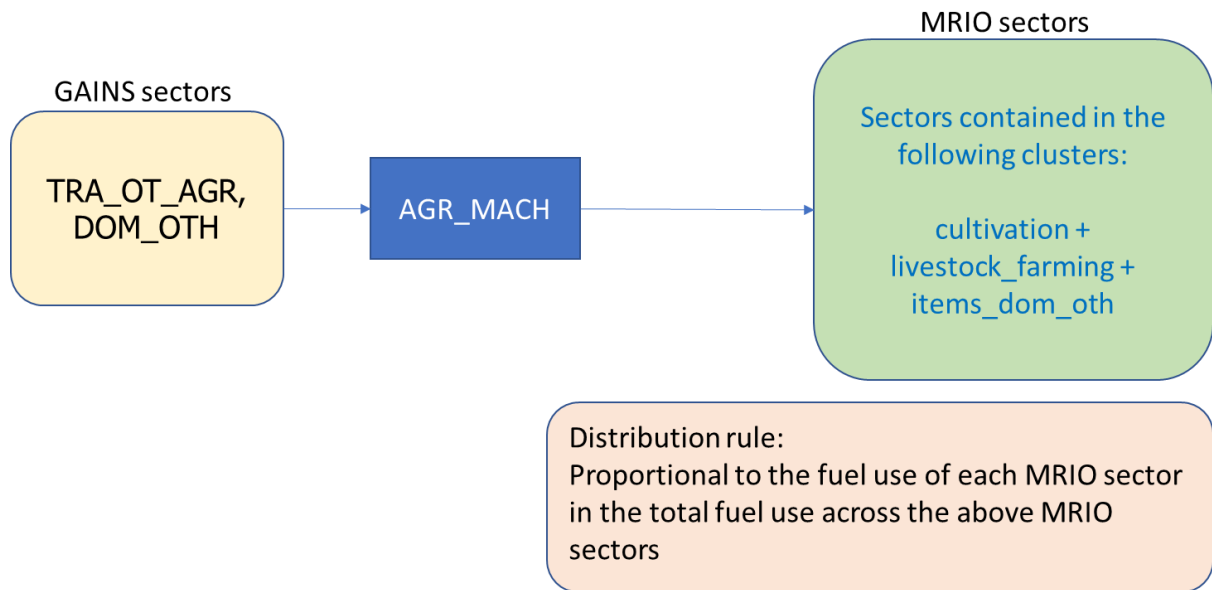 MRIO sectors
GAINS sectors
TRA_OT_AGR,
DOM_OTH
AGR_MACH
Sectors contained in the
following clusters:
cultivation +
livestock_farming +
items_dom_oth
Distribution rule:
Proportional to the fuel use of each MRIO sector
in the total fuel use across the above MRIO
sectors